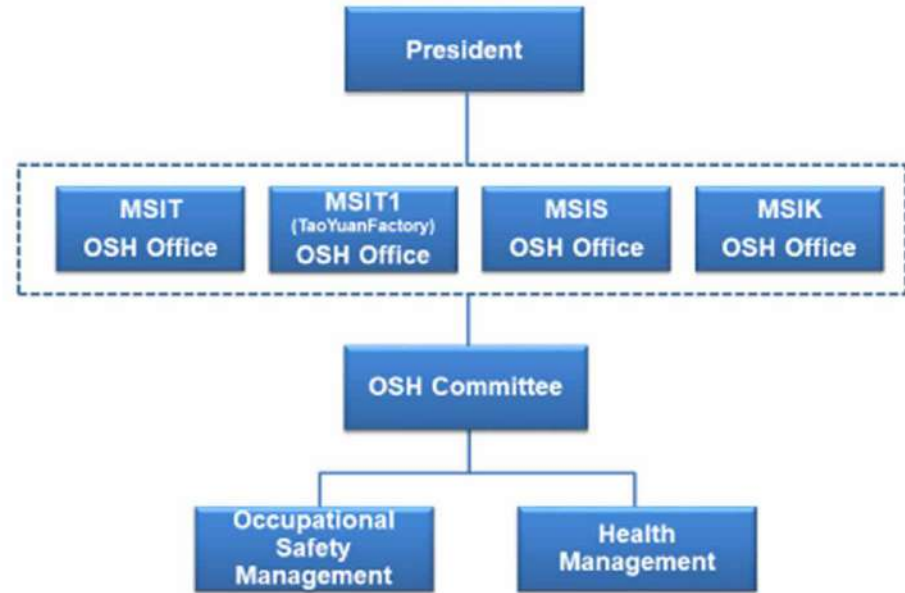 President
MSIT
OSH Office
MSIT1
(TaoYuanFactory)
OSH Office
MSIS
OSH Office
MSIK
OSH Office
OSH Committee
Occupational
Safety
Management
Health
Management